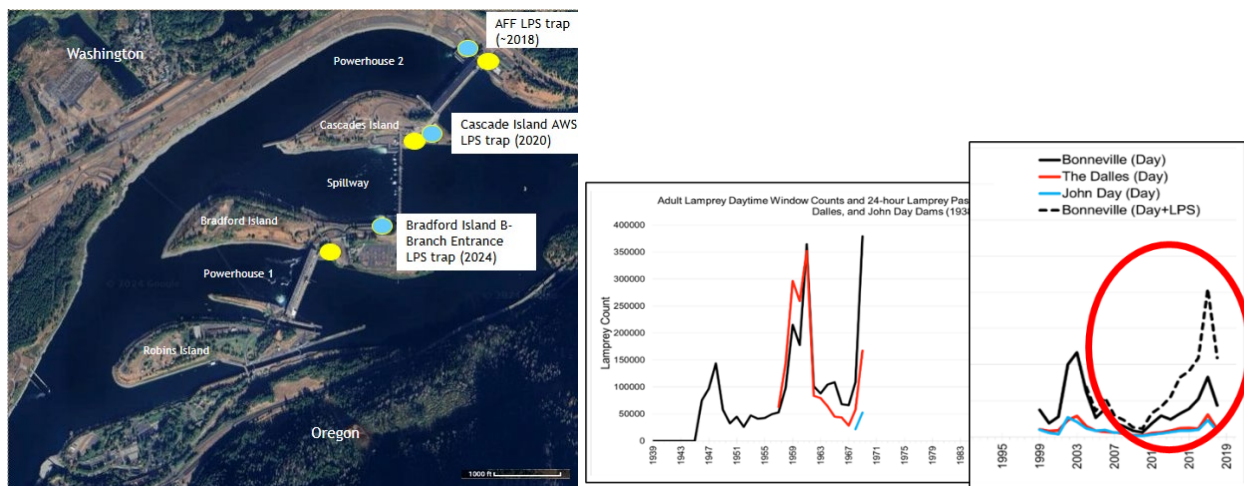 AFF LPS trap
(~2018)
Washington
Powerhouse 2
Cascades Island
Cascade Island AWS
LPS trap (2020)
Spillway
Bradford Island
Bradford Island B-
Branch Entrance
LPS trap (2024)
Powerhouse 1
Robins Island
Oregon
1000 ft
Adult Lamprey Daytime Window Counts and 24-hour Lamprey Pas
Dalles, and John Day Dams (1938
Lamprey Count
400000
350000
300000
250000
200000
150000
100000
50000
0
1939
1943
1947
1951
1955
1959
1963
1967
1971
1975
1979
1983
Bonneville (Day)
The Dalles (Day)
John Day (Day)
Bonneville (Day+LPS)
1995
1999
2003
2007
2011
201
2019